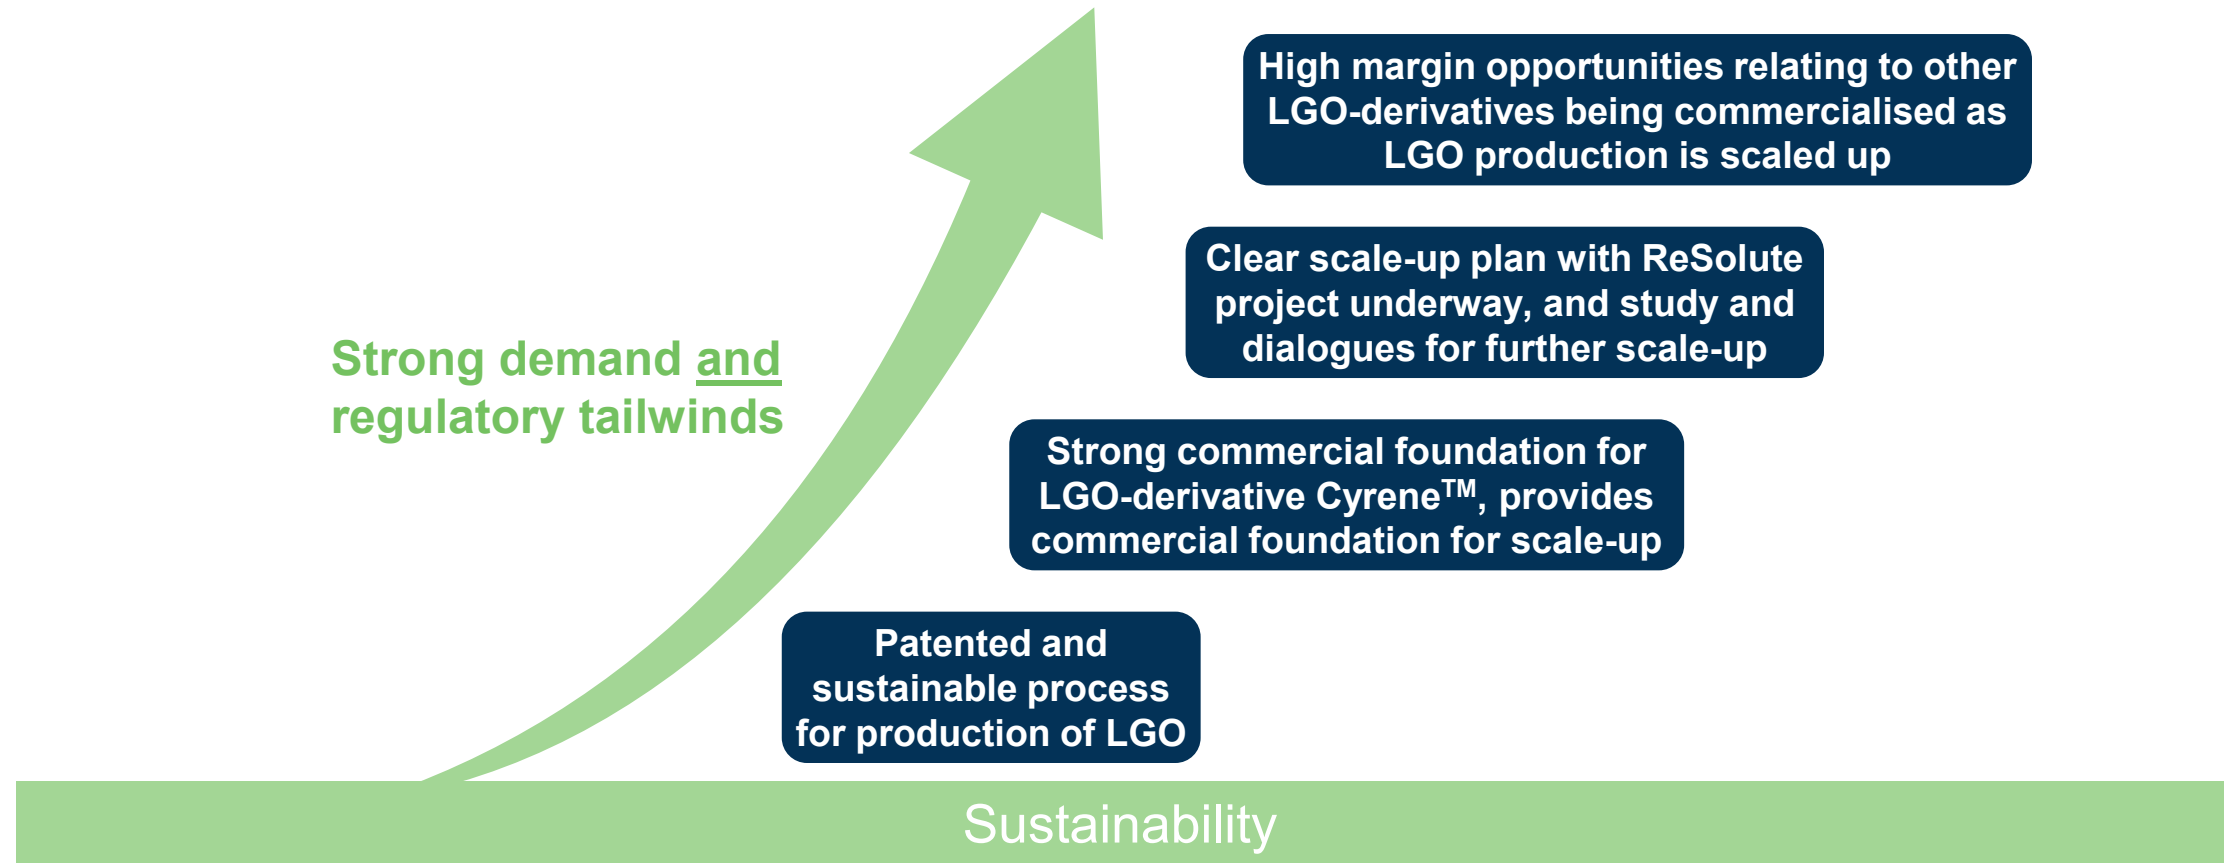 High margin opportunities relating to other
LGO-derivatives being commercialised as
LGO production is scaled up
Clear scale-up plan with ReSolute
project underway, and study and
dialogues for further scale-up
Strong demand and
regulatory tailwinds
Strong commercial foundation for
LGO-derivative Cyrene™, provides
commercial foundation for scale-up
Patented and
sustainable process
for production of LGO
Sustainability